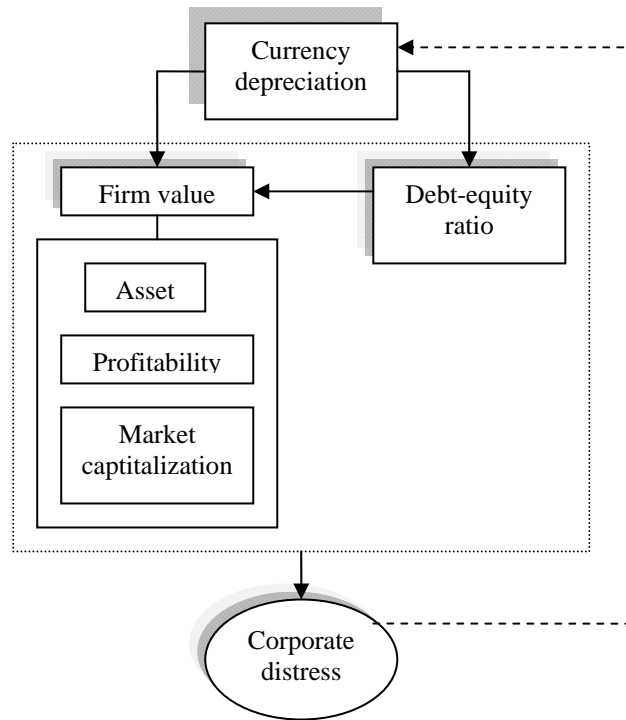 Currency
depreciation
Firm value
Debt-equity
ratio
Asset
Profitability
Market
captitalization
Corporate
distress